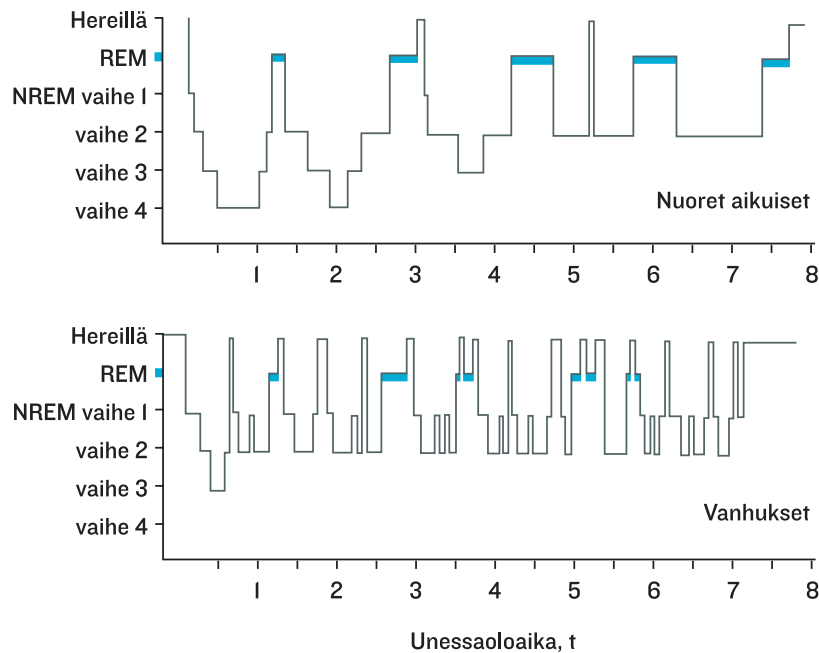 Hereillä
REM
NREM vaihe 1
vaihe 2
vaihe 3
vaihe 4
Nuoret aikuiset
1 2 3 4 5 6 7 8
Hereillä
REM
NREM vaihe 1
vaihe 2
vaihe 3
vaihe 4
Vanhukset
1 2 3 4 5 6 7 8
Unessaoloaika, t